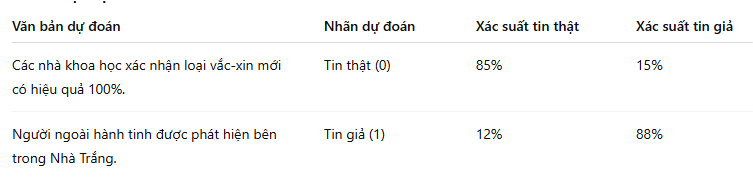 Văn bản dự đoán Nhãn dự đoán Xác suất tin thật Xác suất tin giả
Các nhà khoa học xác nhận loại vắc-xin mới Tin thật (0) 85% 15%
có hiệu quả 100%.
Người ngoài hành tinh được phát hiện bên Tin giả (1) 12% 88%
trong Nhà Trắng.